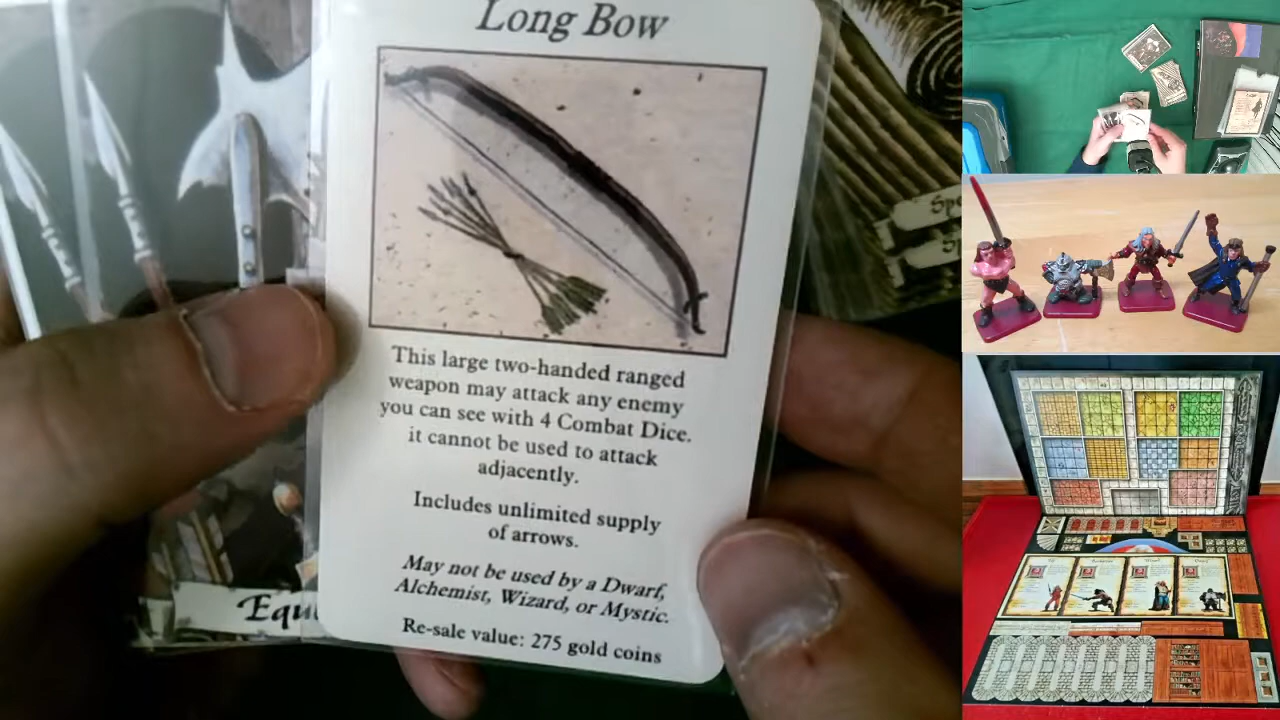 Long Bow
This large two-handed ranged
weapon may attack any enemy
you can see with 4 Combat Dice.
it cannot be used to attack
adjacently.
Includes unlimited supply
of arrows.
May not be used by a Dwarf,
Alchemist, Wizard, or Mystic.
Re-sale value: 275 gold coins